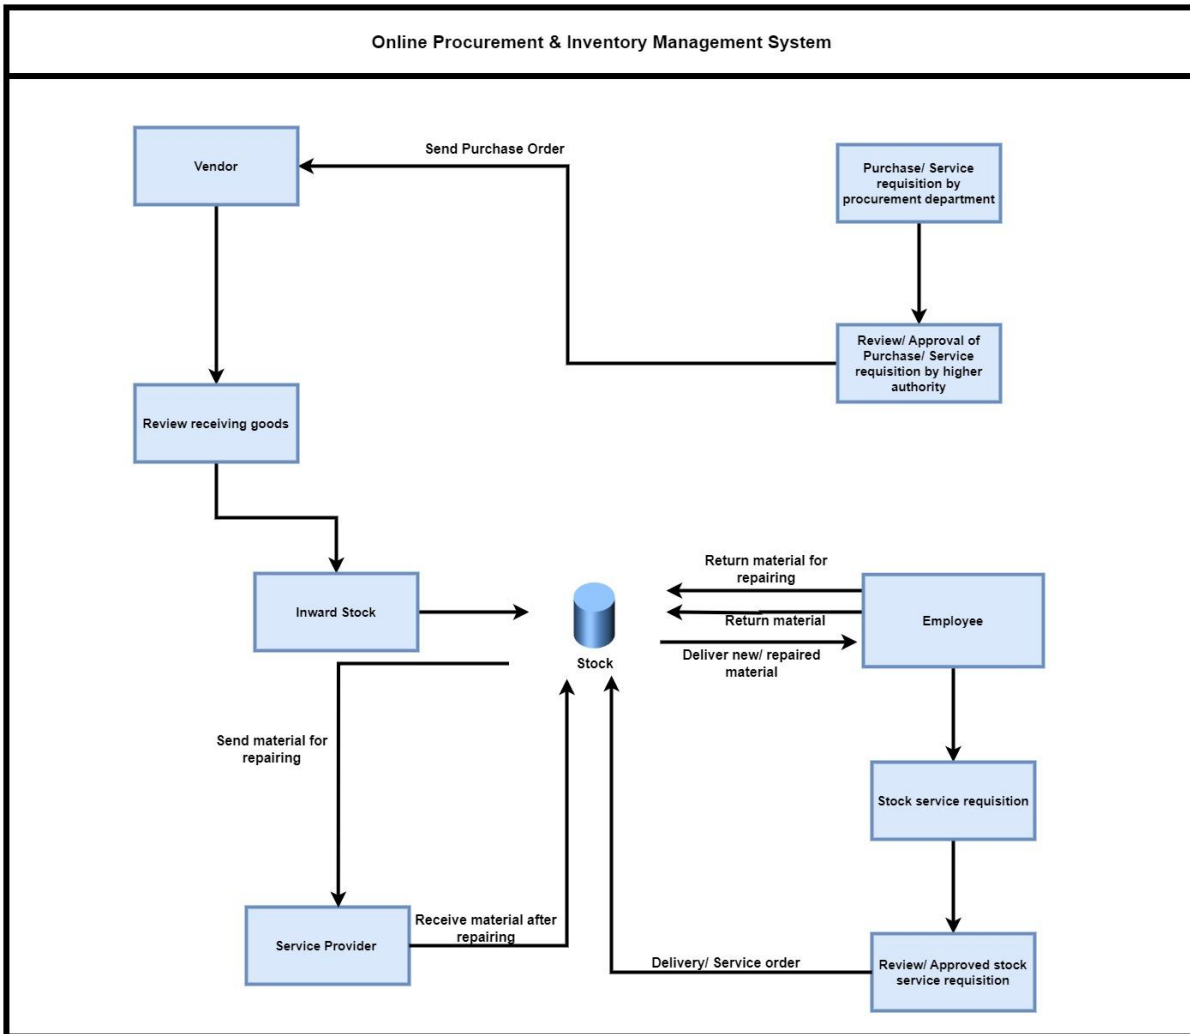 Online Procurement & Inventory Management System
Send Purchase Order
Vendor
Purchase/ Service
requisition by
procurement department
Review/ Approval of
Purchase/ Service
requisition by higher
authority
Review receiving goods
Return material for
repairing
Inward Stock
Return material
Employee
Stock
Deliver new/ repaired
material
Send material for
repairing
Stock service requisition
Receive material after
repairing
Service Provider
Delivery/ Service order
Review/ Approved stock
service requisition